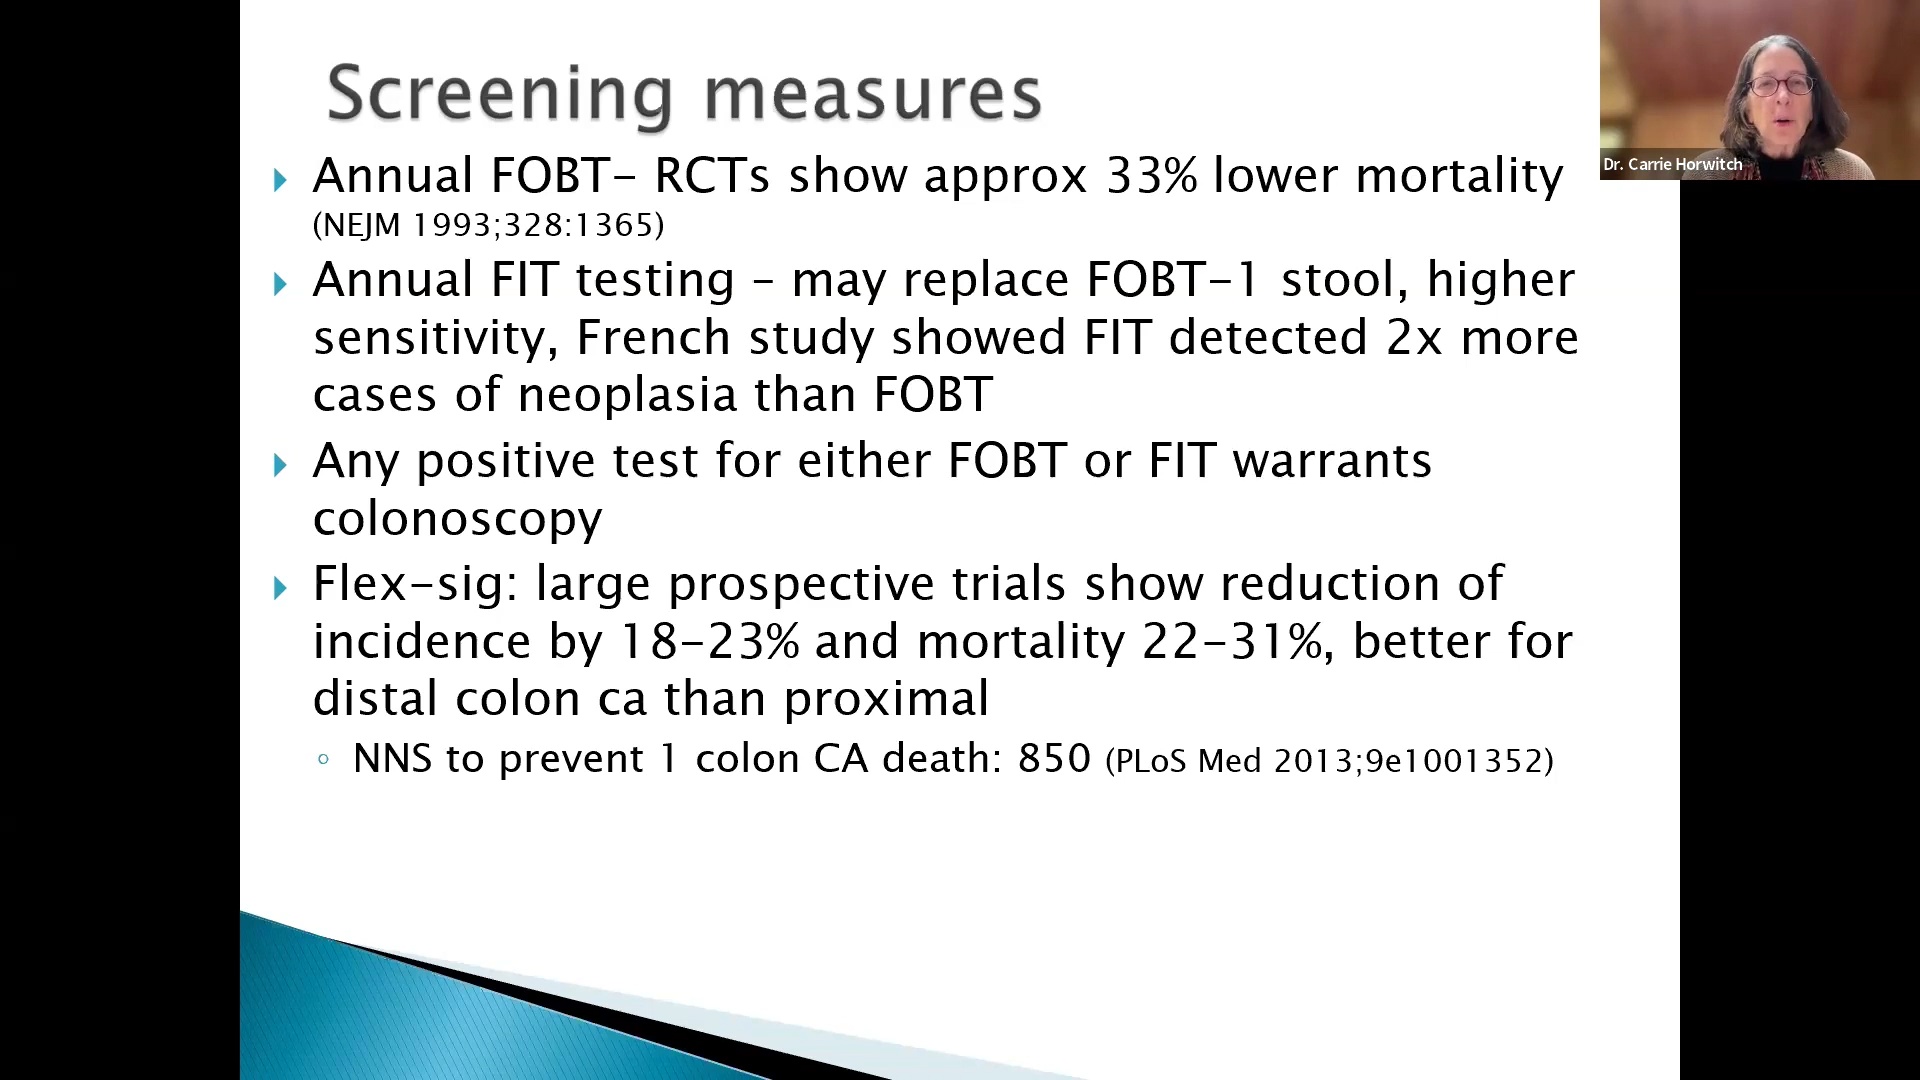 Screening measures
Annual FOBT- RCTs show approx 33% lower mortality
(NEJM 1993;328:1365)
Annual FIT testing – may replace FOBT-1 stool, higher
sensitivity, French study showed FIT detected 2x more
cases of neoplasia than FOBT
Any positive test for either FOBT or FIT warrants
colonoscopy
Flex-sig: large prospective trials show reduction of
incidence by 18-23% and mortality 22-31%, better for
distal colon ca than proximal
NNS to prevent 1 colon CA death: 850 (PLoS Med 2013;9e1001352)
Dr. Carrie Horwitch